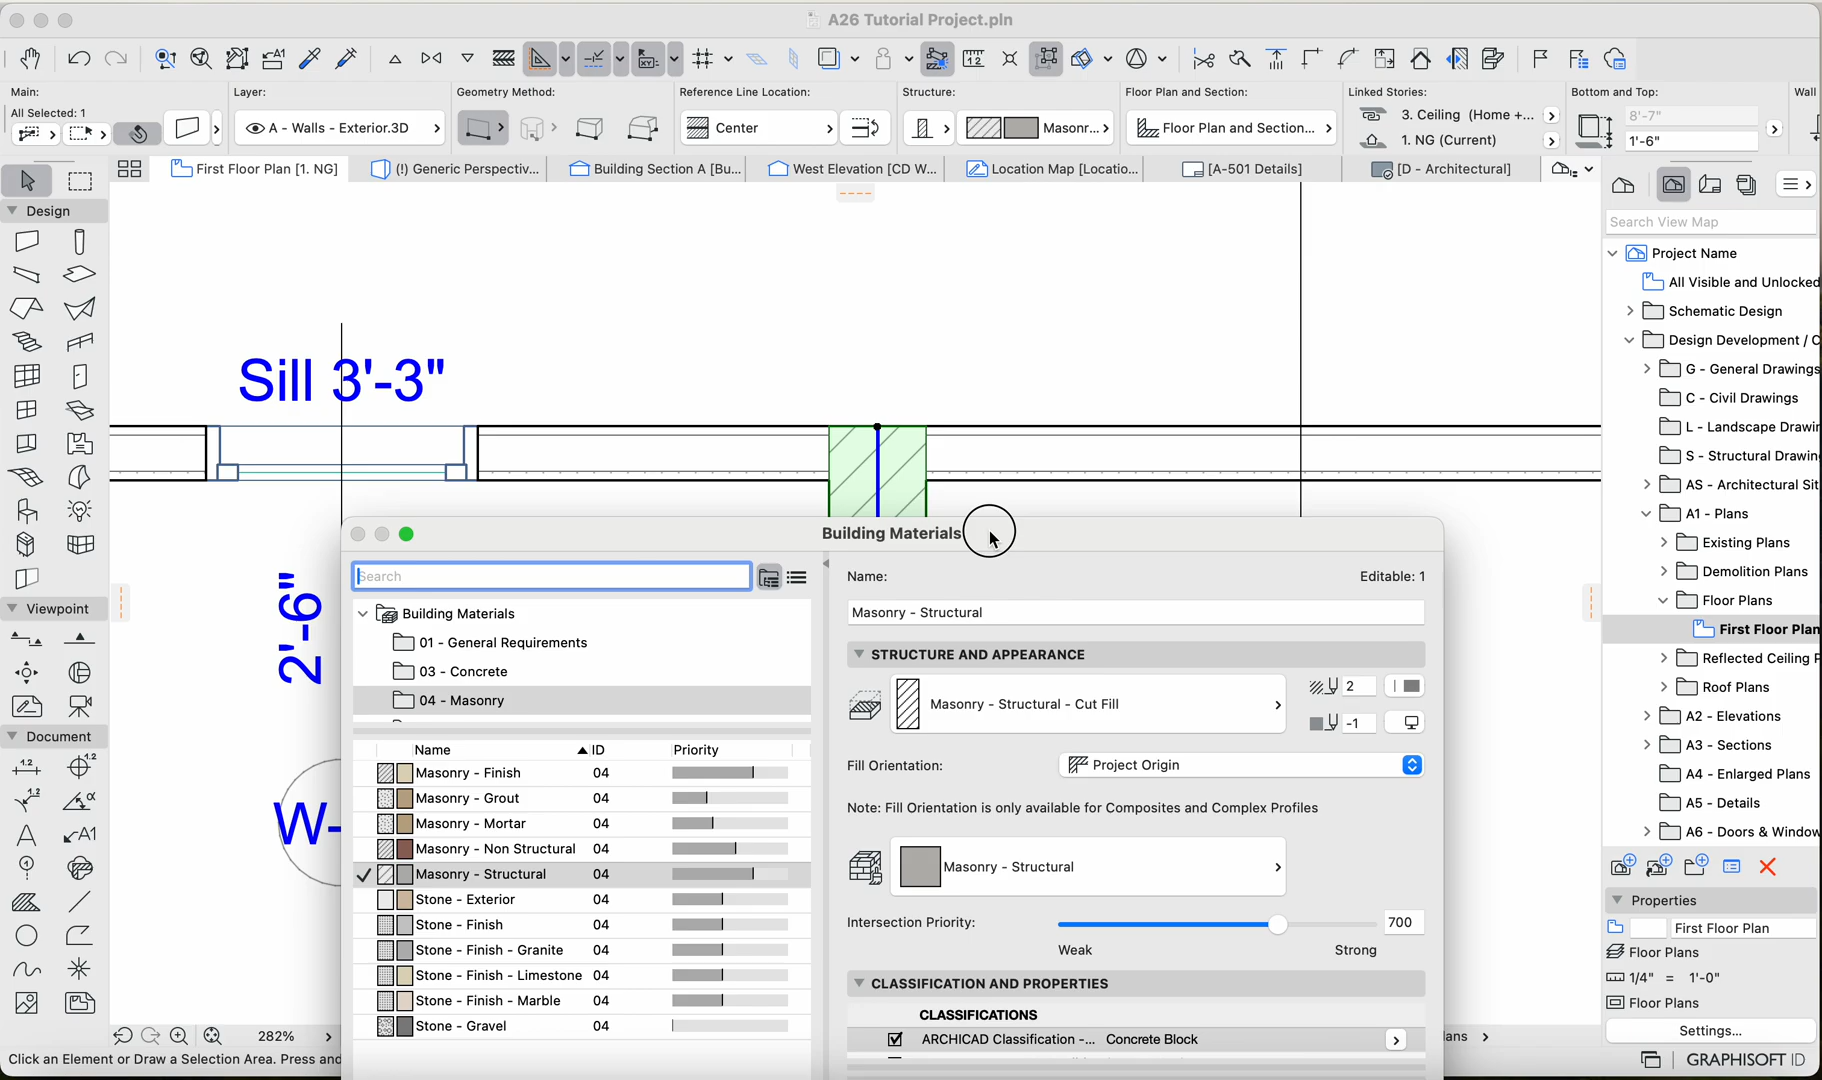 A26 Tutorial Project.pln
Main:
All Selected: 1
Layer:
A - Walls - Exterior.3D
Geometry Method:
Reference Line Location:
Center
Structure:
Masonr...
Floor Plan and Section:
Floor Plan and Section...
Linked Stories:
3. Ceiling (Home +...
1. NG (Current)
Bottom and Top:
8'-7"
1'-6"
Wall
First Floor Plan [1. NG]
(!) Generic Perspectiv...
Building Section A [Bu...
West Elevation [CD W...
Location Map [Locatio...
[A-501 Details]
[D - Architectural]
Design
Viewpoint
Document
Sill 3'-3"
2'-6"
W-
Building Materials
Search
Building Materials
01 - General Requirements
03 - Concrete
04 - Masonry
Name ID Priority
Masonry - Finish 04
Masonry - Grout 04
Masonry - Mortar 04
Masonry - Non Structural 04
Masonry - Structural 04
Stone - Exterior 04
Stone - Finish 04
Stone - Finish - Granite 04
Stone - Finish - Limestone 04
Stone - Finish - Marble 04
Stone - Gravel 04
Name: Editable: 1
Masonry - Structural
STRUCTURE AND APPEARANCE
Masonry - Structural - Cut Fill
2
-1
Fill Orientation: Project Origin
Note: Fill Orientation is only available for Composites and Complex Profiles
Masonry - Structural
Intersection Priority: 700
Weak Strong
CLASSIFICATION AND PROPERTIES
CLASSIFICATIONS
ARCHICAD Classification -... Concrete Block
Search View Map
Project Name
All Visible and Unlocked
Schematic Design
Design Development / C
G - General Drawings
C - Civil Drawings
L - Landscape Drawin
S - Structural Drawin
AS - Architectural Sit
A1 - Plans
Existing Plans
Demolition Plans
Floor Plans
First Floor Plan
Reflected Ceiling P
Roof Plans
A2 - Elevations
A3 - Sections
A4 - Enlarged Plans
A5 - Details
A6 - Doors & Window
Properties
First Floor Plan
Floor Plans
1/4" = 1'-0"
Floor Plans
Settings...
282%
ans
Click an Element or Draw a Selection Area. Press and
GRAPHISOFT ID